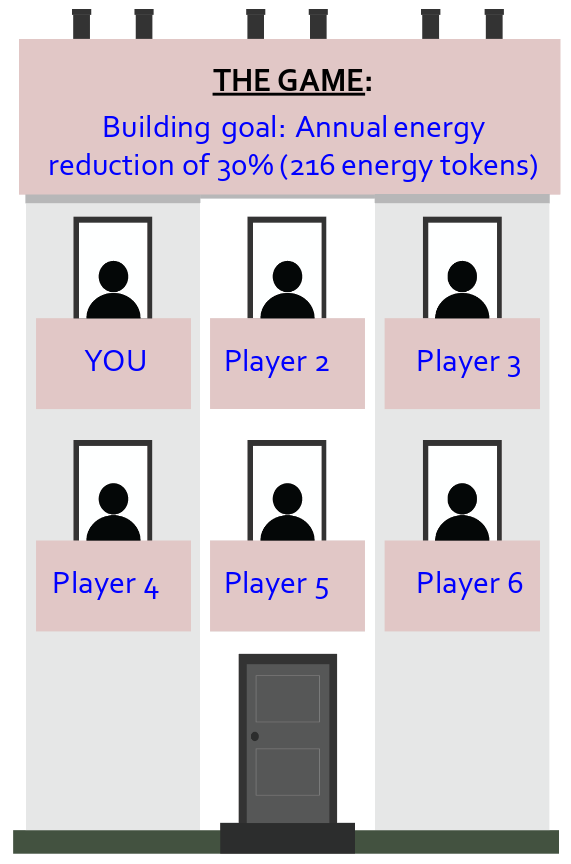 THE GAME:
Building goal: Annual energy
reduction of 30% (216 energy tokens)
YOU
Player 2
Player 3
Player 4
Player 5
Player 6